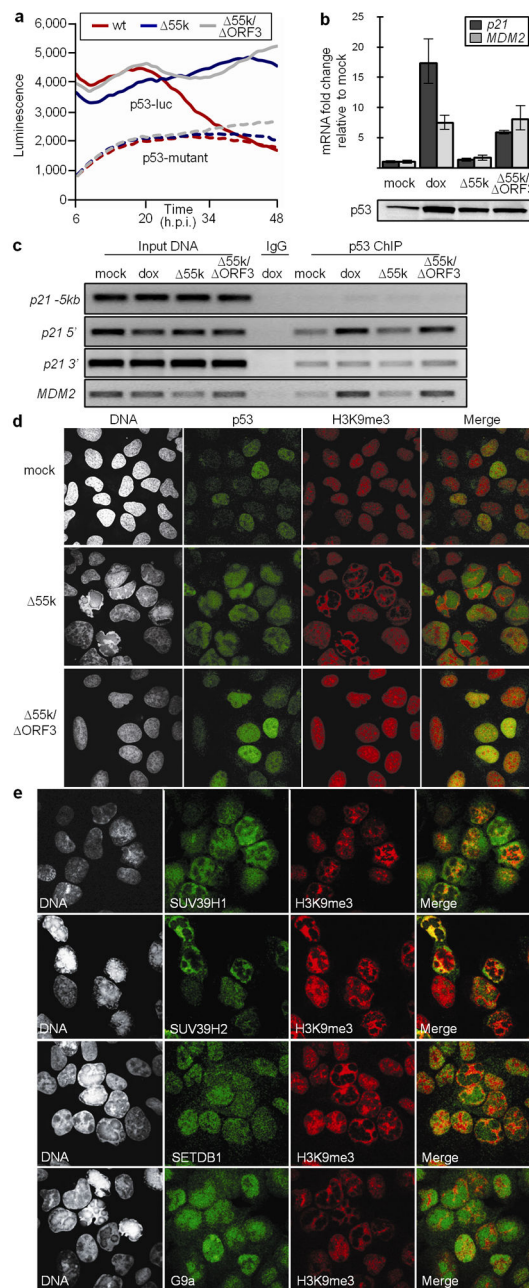 a
wt
Δ55k
Δ55k/
ΔORF3
6,000
5,000
4,000
3,000
2,000
1,000
0
Luminescence
p53-luc
p53-mutant
6
20
34
48
Time
(h.p.i.)
b
p21
MDM2
mRNA fold change
relative to mock
25
20
15
10
5
mock
dox
Δ55k
Δ55k/
ΔORF3
p53
c
Input DNA
IgG
p53 ChIP
mock
dox
Δ55k
Δ55k/
ΔORF3
dox
mock
dox
Δ55k
Δ55k/
ΔORF3
p21 -5kb
p21 5'
p21 3'
MDM2
d
DNA
p53
H3K9me3
Merge
mock
Δ55k
Δ55k/
ΔORF3
e
DNA
SUV39H1
H3K9me3
Merge
DNA
SUV39H2
H3K9me3
Merge
DNA
SETDB1
H3K9me3
Merge
DNA
G9a
H3K9me3
Merge